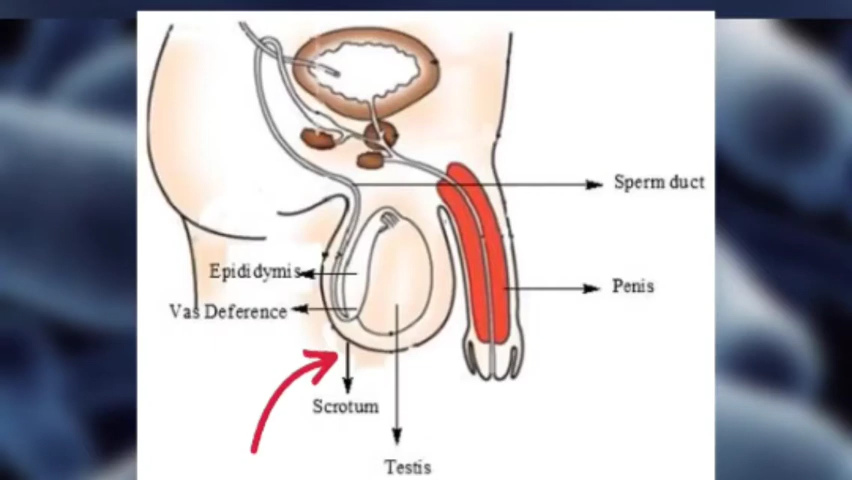 Sperm duct
Epididymis
Penis
Vas Deference
Scrotum
Testis